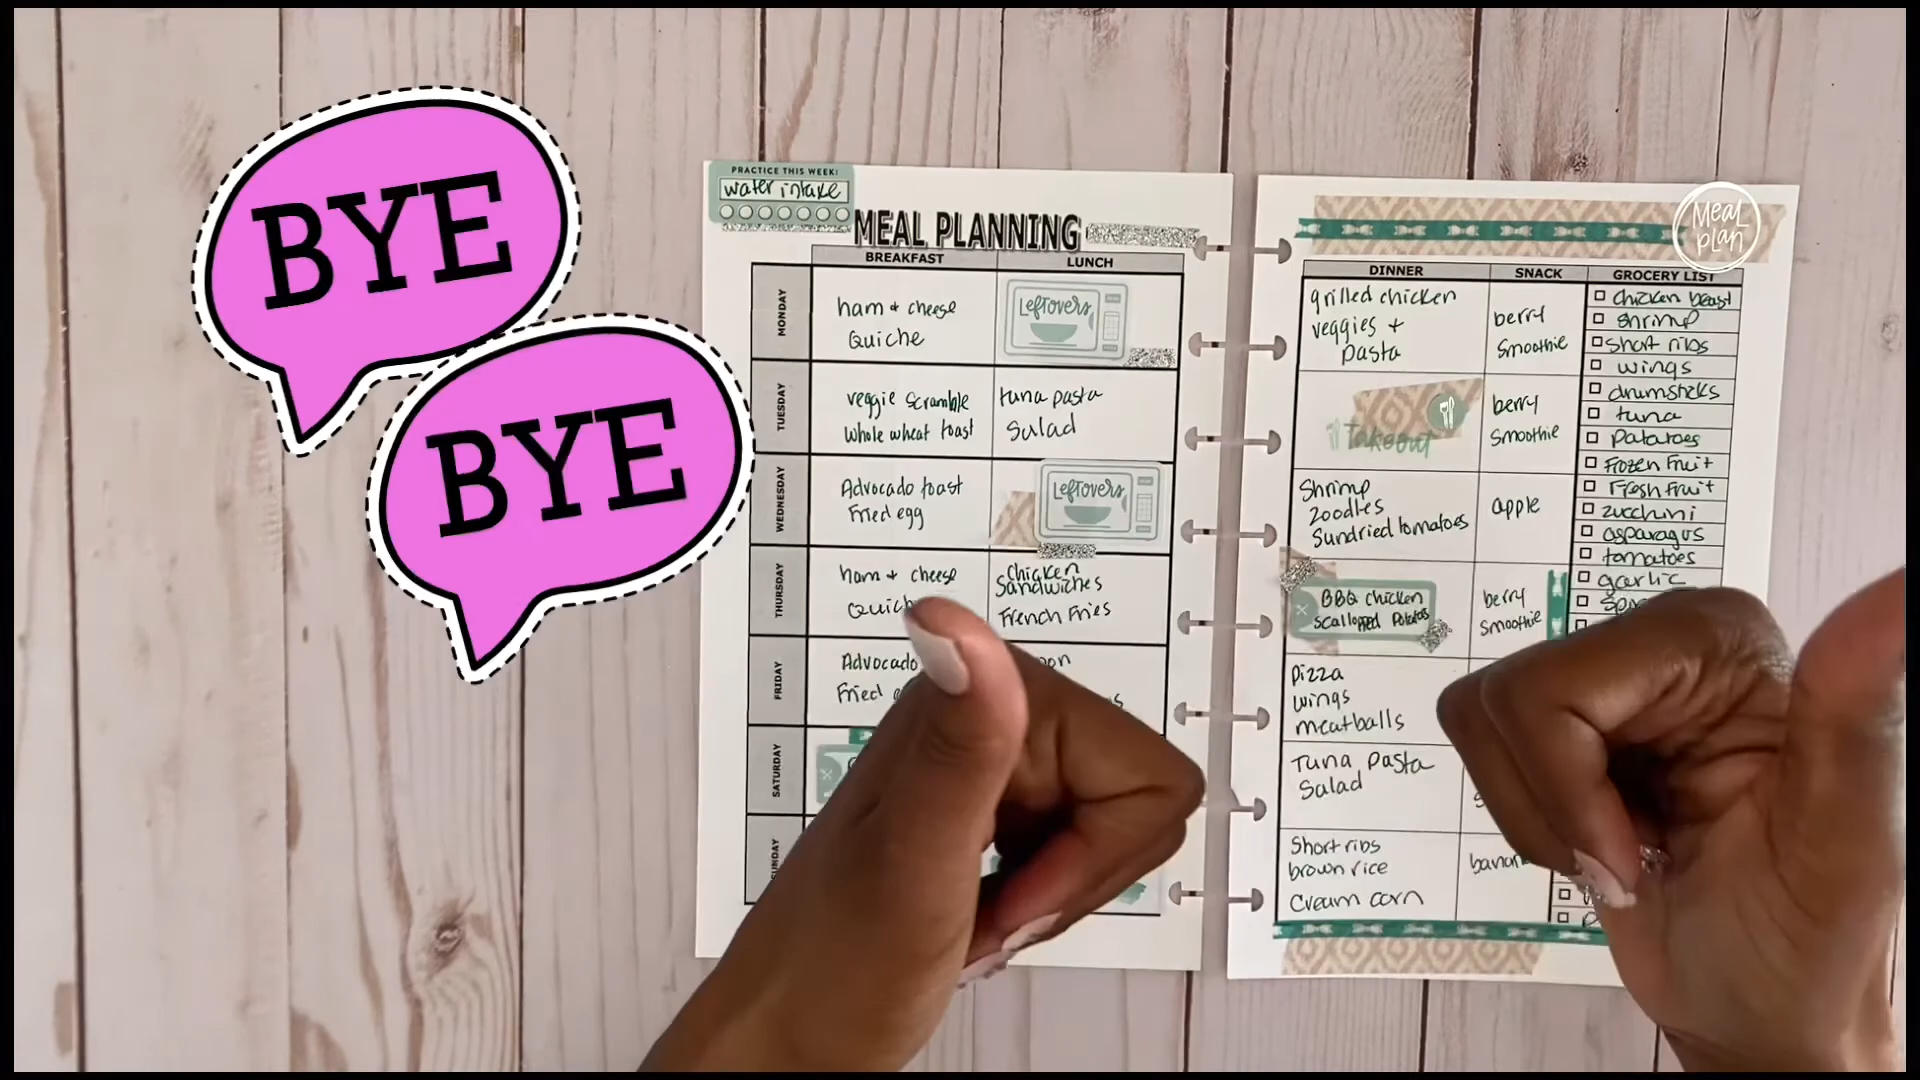 BYE
BYE
PRACTICE THIS WEEK:
water intake
MEAL PLANNING
BREAKFAST
LUNCH
MONDAY
ham + cheese
Quiche
Leftovers
TUESDAY
veggie scramble
whole wheat toast
tuna pasta
Salad
WEDNESDAY
Advocado toast
Fried egg
Leftovers
THURSDAY
ham + cheese
Chicken
Sandwiches
French Fries
FRIDAY
Advocado
Fried
SATURDAY
SUNDAY
Meal
plan
DINNER
SNACK
GROCERY LIST
grilled chicken
veggies +
pasta
berry
smoothie
Takeout
berry
smoothie
Shrimp
Zoodles
Sundried tomatoes
apple
BBQ chicken
scalloped potatos
berry
smoothie
Pizza
wings
meatballs
Tuna Pasta
Salad
Short ribs
brown rice
Cream corn
chicken beast
shrimp
short ribs
wings
drumsticks
tuna
potatoes
Frozen Fruit
Fresh Fruit
zucchini
asparagus
tomatoes
garlic